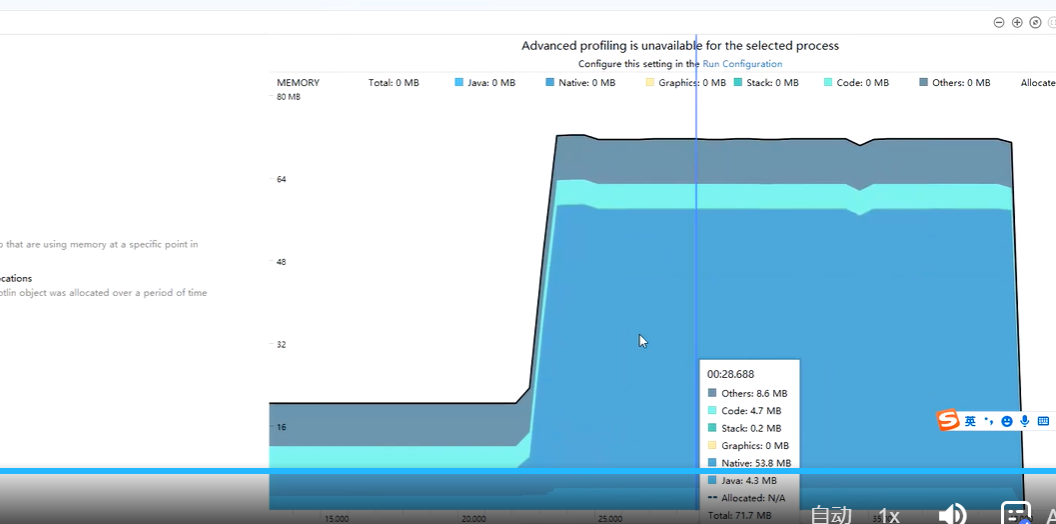 Advanced profiling is unavailable for the selected process
Configure this setting in the Run Configuration
MEMORY Total: 0 MB Java: 0 MB Native: 0 MB Graphics: 0 MB Stack: 0 MB Code: 0 MB Others: 0 MB Allocate
80 MB
64
that are using memory at a specific point in
48
cations
otlin object was allocated over a period of time
32
00:28.688
Others: 8.6 MB
Code: 4.7 MB
Stack: 0.2 MB
Graphics: 0 MB
Native: 53.8 MB
Java: 4.3 MB
Allocated: N/A
Total: 71.7 MB
16
S 英
自动 1x
15.000 20.000 25.000